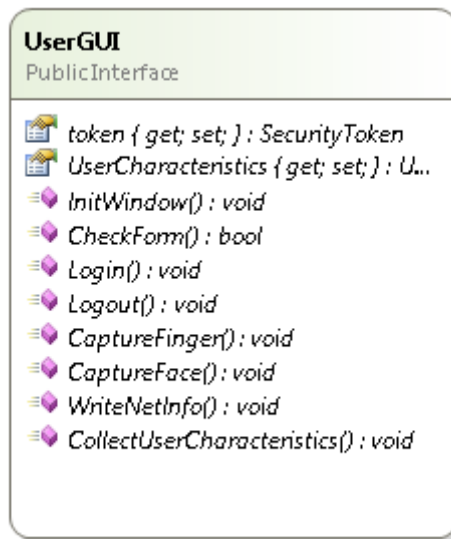 UserGUI
PublicInterface
token { get; set; } : SecurityToken
UserCharacteristics { get; set; } : U...
InitWindow() : void
CheckForm() : bool
Login() : void
Logout() : void
CaptureFinger() : void
CaptureFace() : void
WriteNetInfo() : void
CollectUserCharacteristics() : void